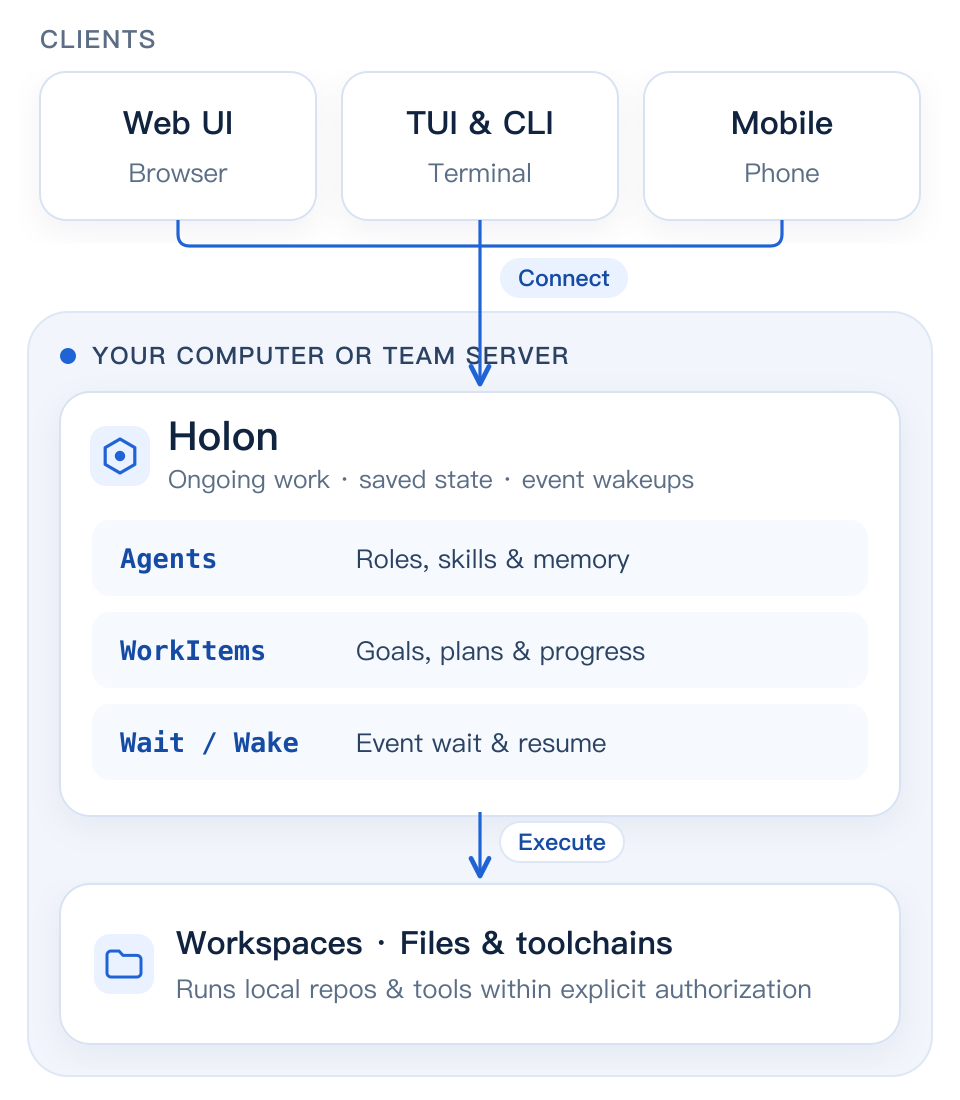 CLIENTS
Web UI
Browser
TUI & CLI
Terminal
Mobile
Phone
Connect
YOUR COMPUTER OR TEAM SERVER
Holon
Ongoing work · saved state · event wakeups
Agents
Roles, skills & memory
WorkItems
Goals, plans & progress
Wait / Wake
Event wait & resume
Execute
Workspaces · Files & toolchains
Runs local repos & tools within explicit authorization